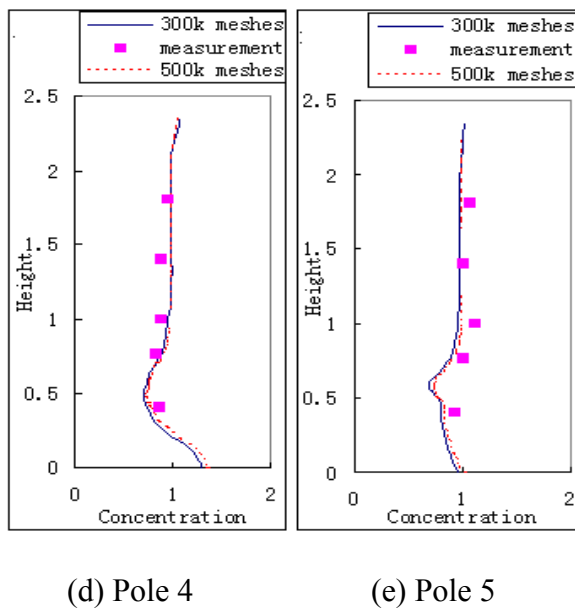 300k meshes
measurement
500k meshes
2.5
2
1.5
1
0.5
0
Height
0 1 2
Concentration
(d) Pole 4
300k meshes
measurement
500k meshes
2.5
2
1.5
1
0.5
0
Height
0 1 2
Concentration
(e) Pole 5